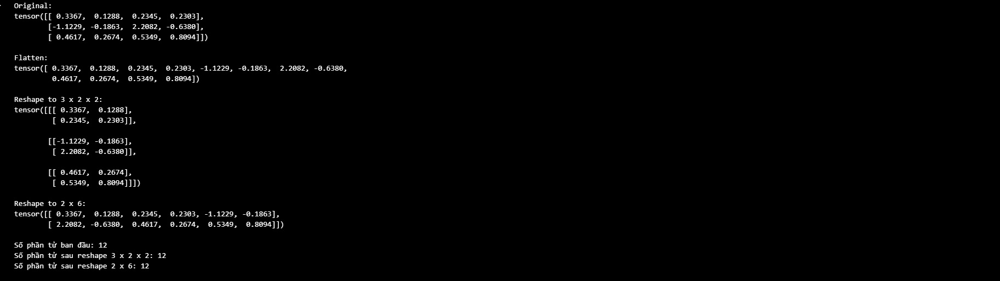 Original:
tensor([[ 0.3367,  0.1288,  0.2345,  0.2303],
        [-1.1229, -0.1863,  2.2082, -0.6380],
        [ 0.4617,  0.2674,  0.5349,  0.8094]])
Flatten:
tensor([ 0.3367,  0.1288,  0.2345,  0.2303, -1.1229, -0.1863,  2.2082, -0.6380,
         0.4617,  0.2674,  0.5349,  0.8094])
Reshape to 3 x 2 x 2:
tensor([[[ 0.3367,  0.1288],
         [ 0.2345,  0.2303]],
        [[-1.1229, -0.1863],
         [ 2.2082, -0.6380]],
        [[ 0.4617,  0.2674],
         [ 0.5349,  0.8094]]])
Reshape to 2 x 6:
tensor([[ 0.3367,  0.1288,  0.2345,  0.2303, -1.1229, -0.1863],
        [ 2.2082, -0.6380,  0.4617,  0.2674,  0.5349,  0.8094]])
Số phần tử ban đầu: 12
Số phần tử sau reshape 3 x 2 x 2: 12
Số phần tử sau reshape 2 x 6: 12